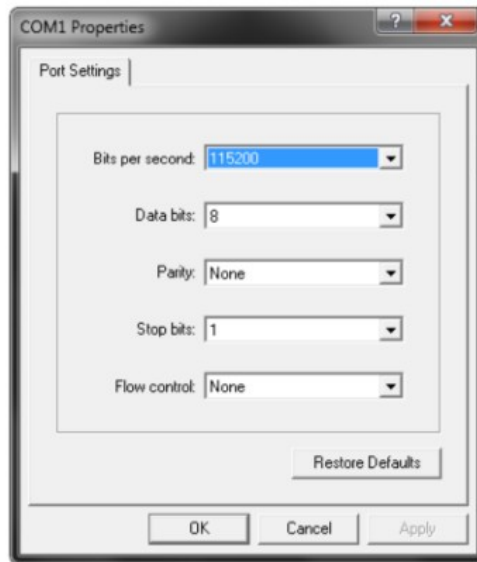 COM1 Properties
Port Settings
Bits per second: 115200
Data bits: 8
Parity: None
Stop bits: 1
Flow control: None
Restore Defaults
OK Cancel Apply